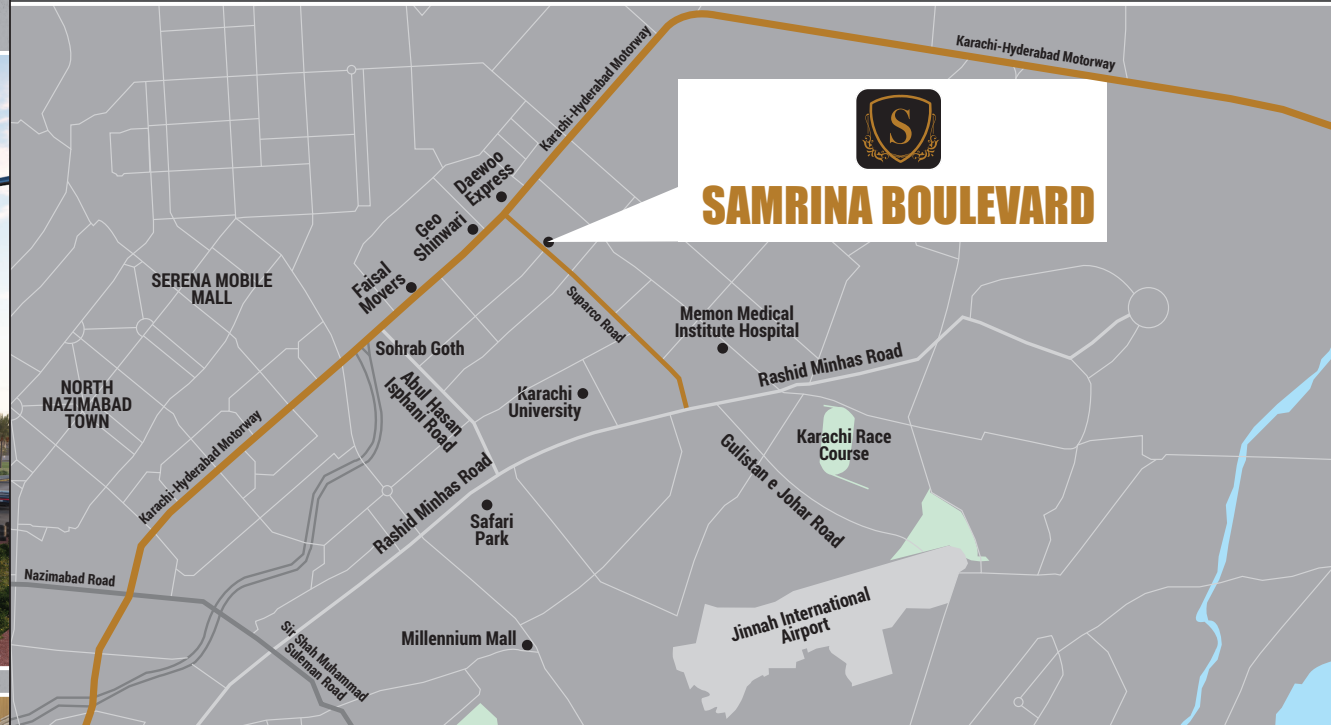 Karachi-Hyderabad Motorway
Karachi-Hyderabad Motorway
S
SAMRINA BOULEVARD
Daewoo
Express
Geo
Shinwari
Faisal
Movers
SERENA MOBILE
MALL
Suparco Road
Memon Medical
Institute Hospital
Sohrab Goth
Rashid Minhas Road
NORTH
NAZIMABAD
TOWN
Abul Hasan
Isphani Road
Karachi
University
Karachi Race
Course
Karachi-Hyderabad Motorway
Gulistan e Johar Road
Rashid Minhas Road
Safari
Park
Nazimabad Road
Jinnah International
Airport
Sir Shah Muhammad
Suleman Road
Millennium Mall